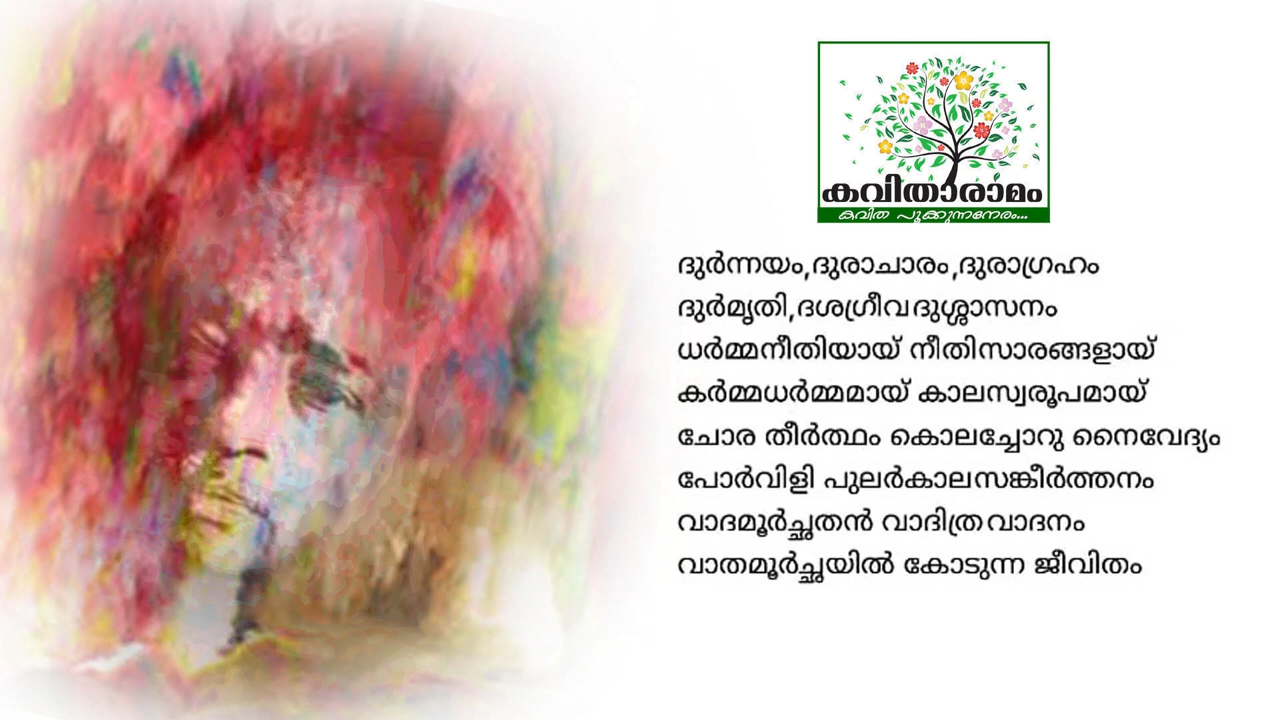 കവിതാരാമം
കവിത പൂക്കുന്നനേരം...
ദുർന്നയം,ദുരാചാരം,ദുരാഗ്രഹം
ദുർമൃതി,ദശഗ്രീവ ദുശ്ശാസനം
ധർമ്മനീതിയായ് നീതിസാരങ്ങളായ്
കർമ്മധർമ്മമായ് കാലസ്വരൂപമായ്
ചോര തീർത്ഥം കൊലച്ചോറു നൈവേദ്യം
പോർവിളി പുലർകാലസങ്കീർത്തനം
വാദമൂർച്ഛതൻ വാദിത്ര വാദനം
വാതമൂർച്ഛയിൽ കോടുന്ന ജീവിതം